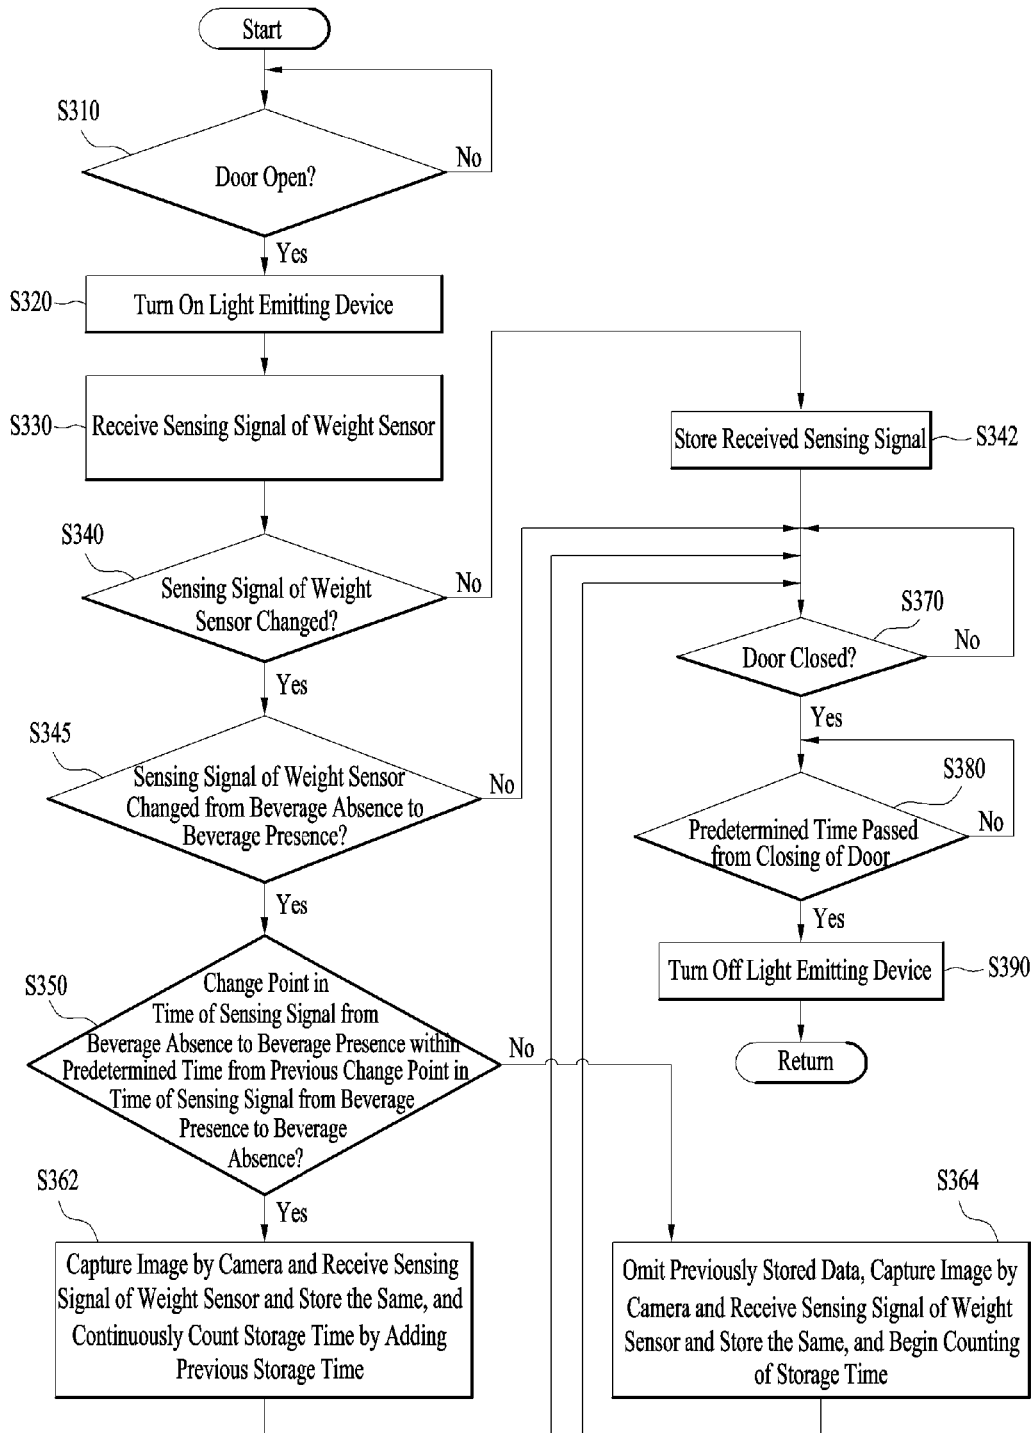 Start
S310
Door Open?
No
Yes
S320
Turn On Light Emitting Device
S330
Receive Sensing Signal of Weight Sensor
S340
Sensing Signal of Weight
Sensor Changed?
No
Yes
S345
Sensing Signal of Weight Sensor
Changed from Beverage Absence to
Beverage Presence?
No
Yes
S350
Change Point in
Time of Sensing Signal from
Beverage Absence to Beverage Presence within
Predetermined Time from Previous Change Point in
Time of Sensing Signal from Beverage
Presence to Beverage
Absence?
No
Yes
S362
Capture Image by Camera and Receive Sensing
Signal of Weight Sensor and Store the Same, and
Continuously Count Storage Time by Adding
Previous Storage Time
Store Received Sensing Signal
S342
S370
Door Closed?
No
Yes
S380
Predetermined Time Passed
from Closing of Door
No
Yes
Turn Off Light Emitting Device
S390
Return
S364
Omit Previously Stored Data, Capture Image by
Camera and Receive Sensing Signal of Weight
Sensor and Store the Same, and Begin Counting
of Storage Time